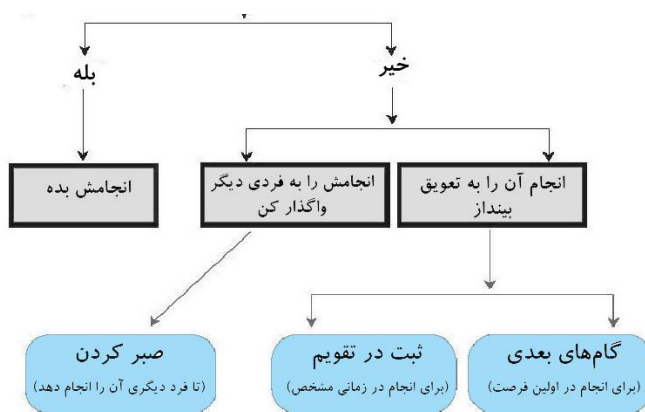 خیر
بله
انجام آن را به تعویق
بینداز
انجامش را به فردی دیگر
واگذار کن
انجامش بده
گام‌های بعدی
(برای انجام در اولین فرصت)
ثبت در تقویم
(برای انجام در زمانی مشخص)
صبر کردن
(تا فرد دیگری آن را انجام دهد)